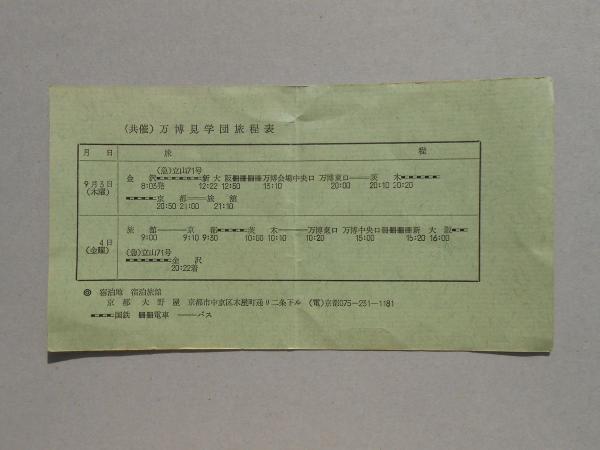 （共催）万博見学団旅程表
月 日 旅 程
（急）立山71号
9月3日 金 沢 新大阪 万博会場中央口 万博東口 茨 木
（木曜） 8:03発 12:22 12:50 13:10 20:00 20:10 20:20
京 都 旅 館
20:50 21:00 21:10
4日 旅 館 京 都 茨 木 万博東口 万博中央口 新 大 阪
（金曜） 9:00 9:10 9:30 10:00 10:10 10:20 15:00 15:20 16:00
（急）立山71号
金 沢
20:22着
◎ 宿泊地 宿泊旅館
京 都 大 野 屋 京都市中京区木屋町通り二条下ル （電）京都075-231-1181
国鉄 電車 バス